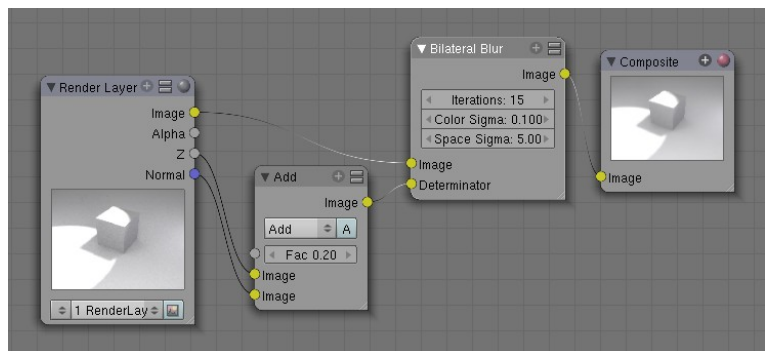 Render Layer
Image
Alpha
Z
Normal
1 RenderLay
Add
Image
Add
A
Fac 0.20
Image
Image
Bilateral Blur
Image
Iterations: 15
Color Sigma: 0.100
Space Sigma: 5.00
Image
Determinator
Composite
Image